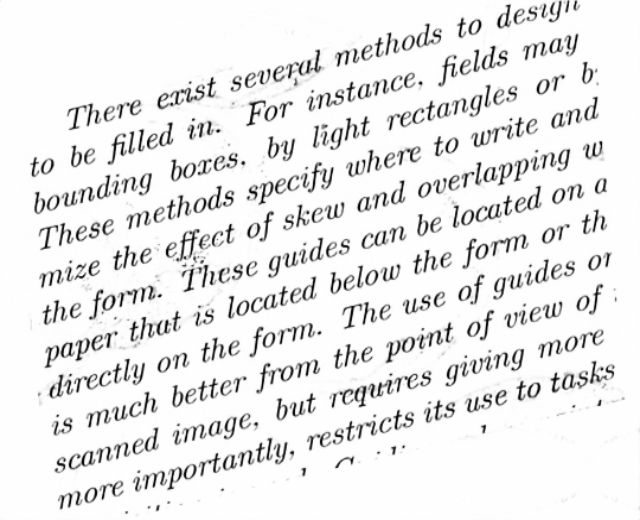 There exist several methods to design
to be filled in. For instance, fields may
bounding boxes, by light rectangles or
These methods specify where to write and
mize the effect of skew and overlapping
the form. These guides can be located on a
paper that is located below the form or
directly on the form. The use of guides
is much better from the point of view of
scanned image, but requires giving more
more importantly, restricts its use to tasks